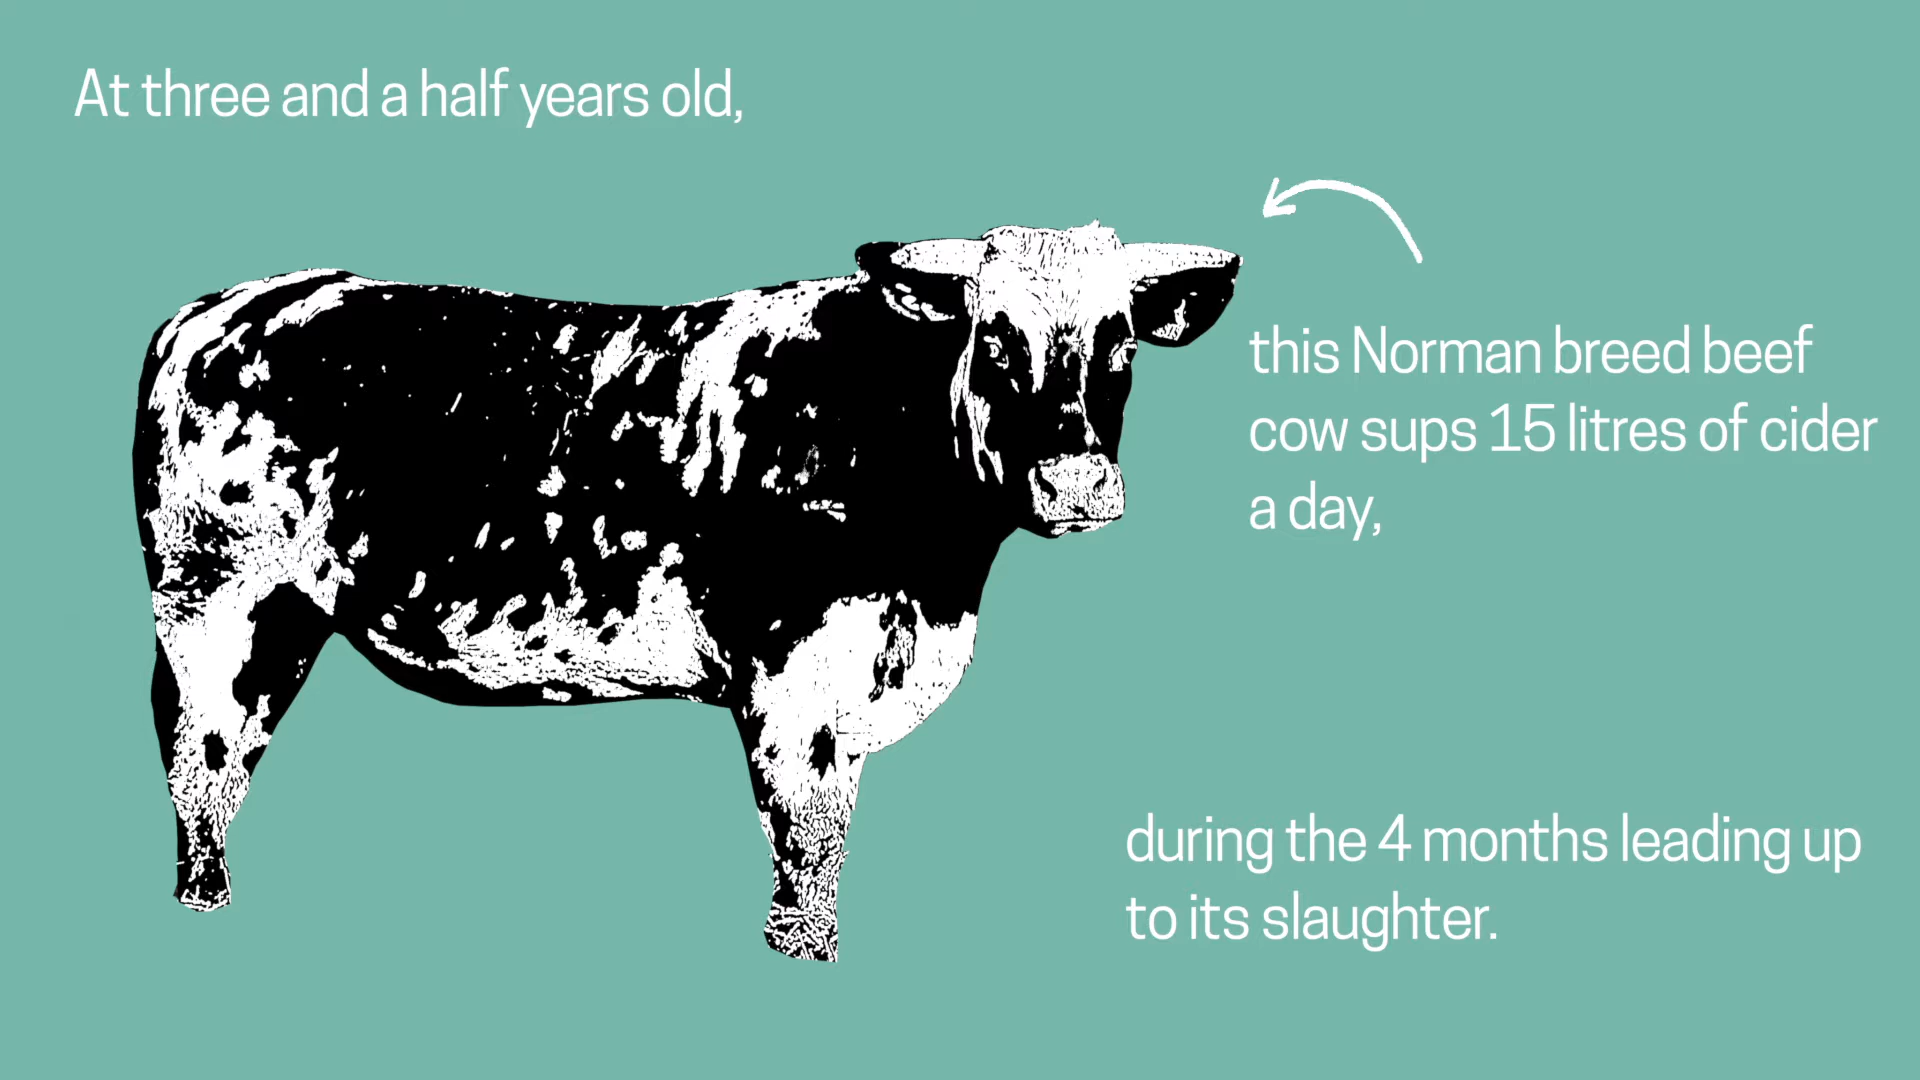 At three and a half years old,
this Norman breed beef
cow sups 15 litres of cider
a day,
during the 4 months leading up
to its slaughter.